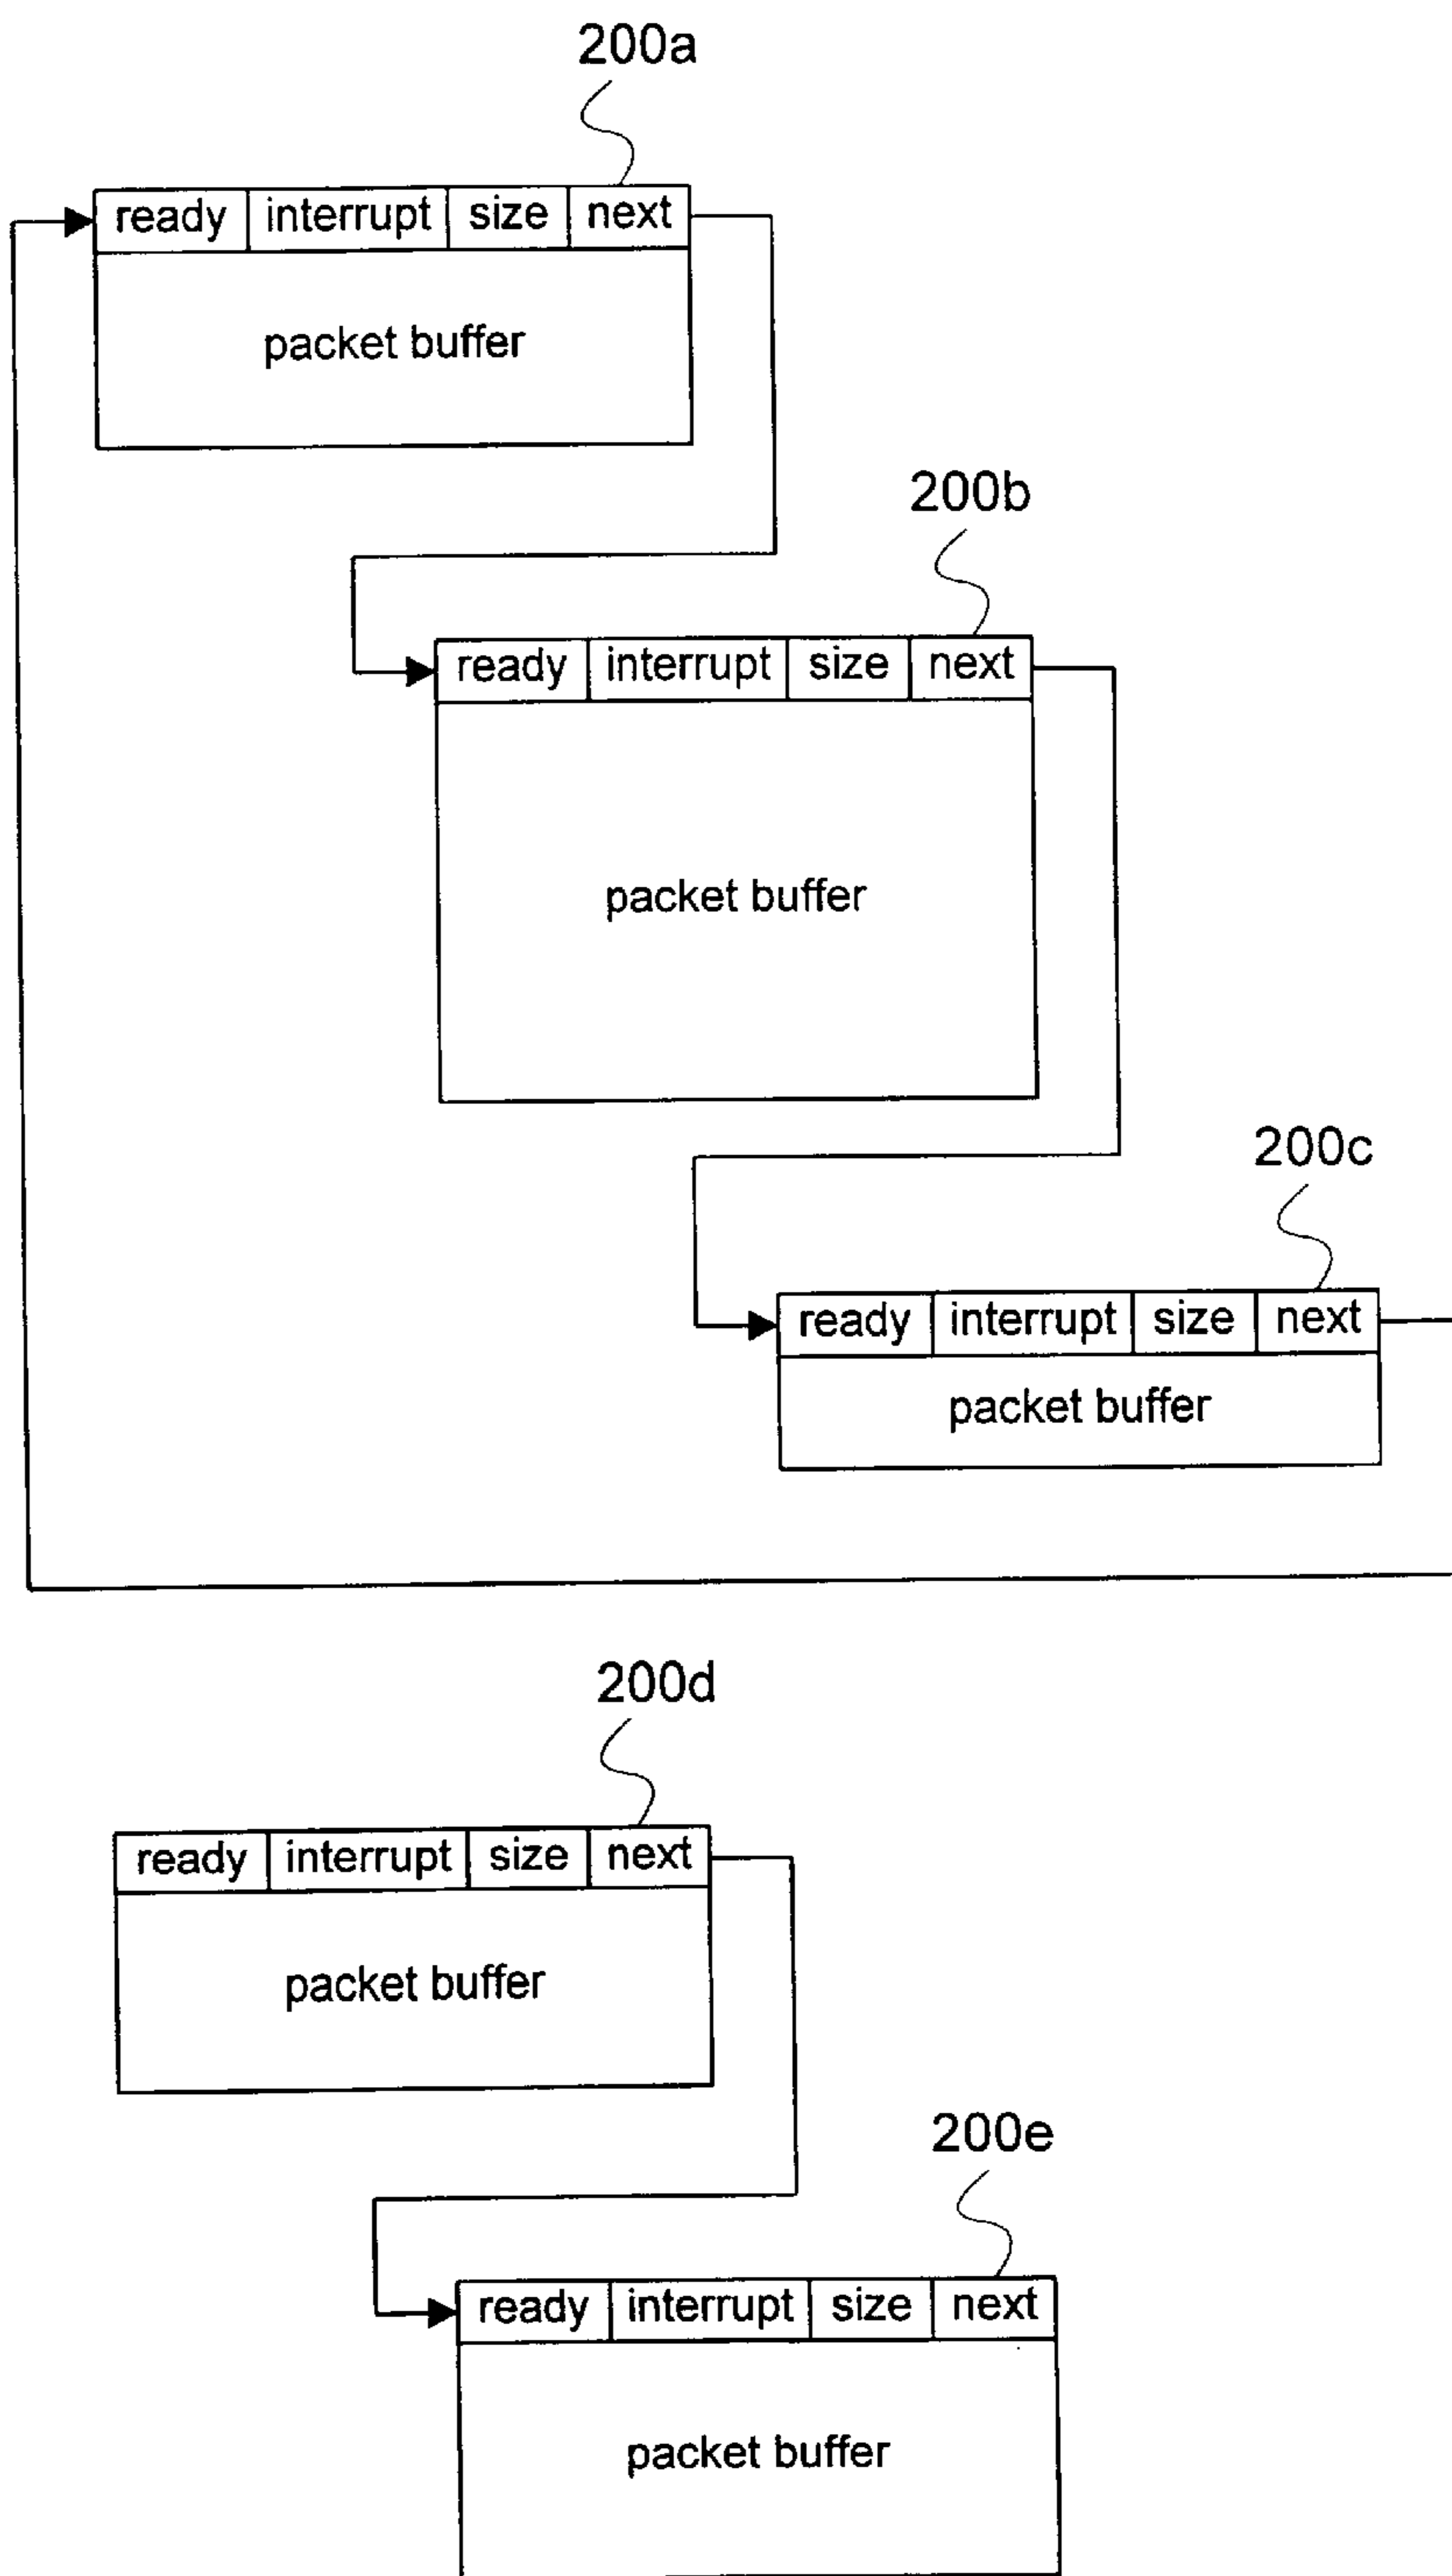 200a
ready interrupt size next
packet buffer
200b
ready interrupt size next
packet buffer
200c
ready interrupt size next
packet buffer
200d
ready interrupt size next
packet buffer
200e
ready interrupt size next
packet buffer